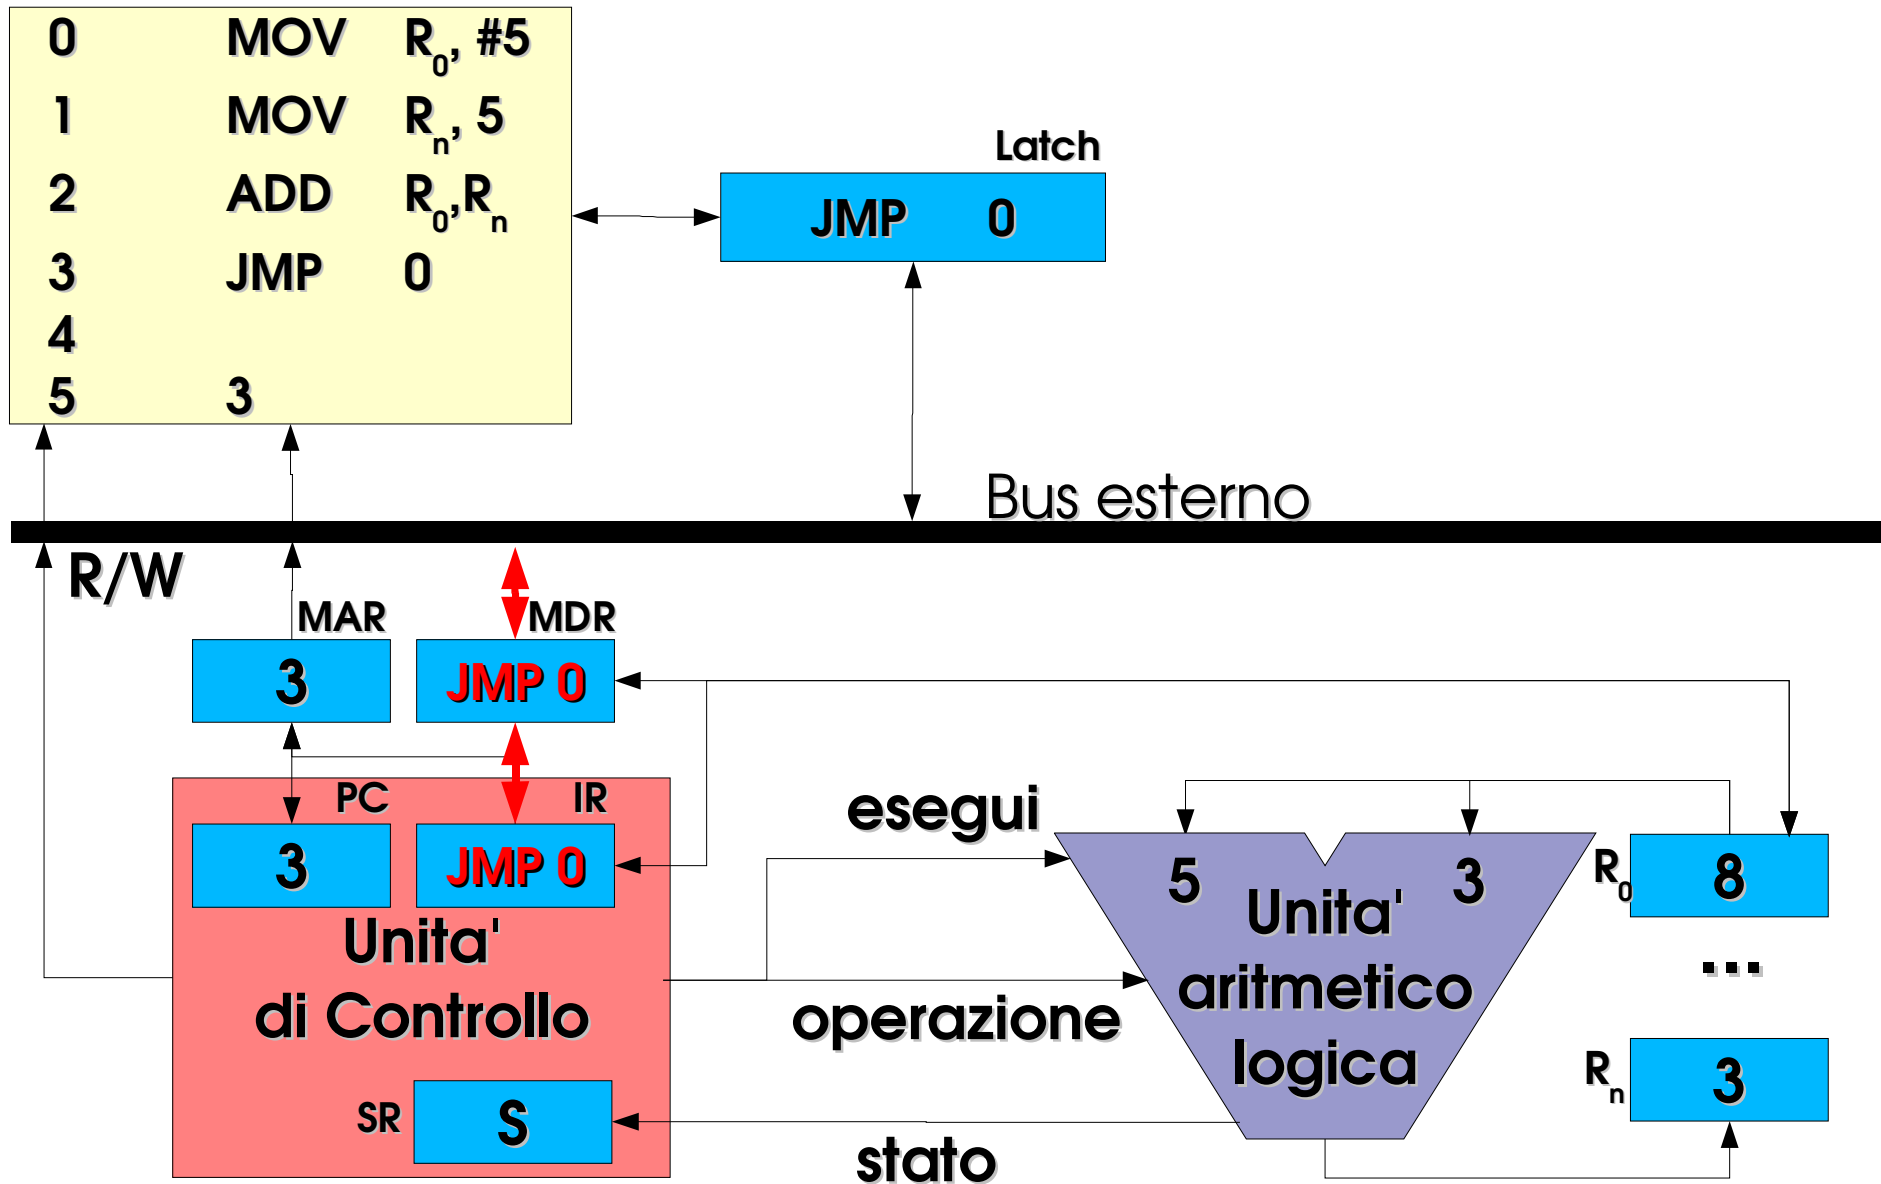 0 MOV R0, #5
1 MOV Rn, 5
2 ADD R0,Rn
3 JMP 0
4
5 3
Latch
JMP 0
Bus esterno
R/W
MAR
MDR
3
JMP 0
PC
IR
3
JMP 0
Unita'
di Controllo
SR
S
esegui
operazione
stato
5
3
Unita'
aritmetico
logica
R0
8
...
Rn
3